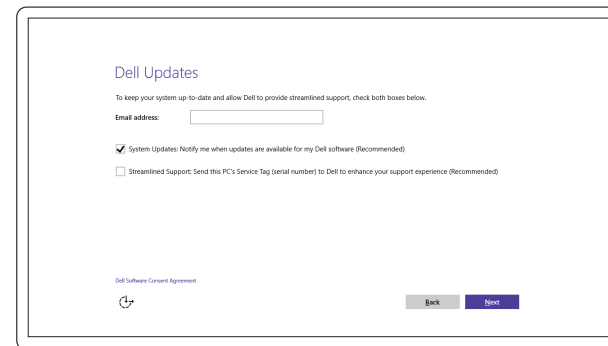 Dell Updates
To keep your system up-to-date and allow Dell to provide streamlined support, check both boxes below.
Email address:
System Updates: Notify me when updates are available for my Dell software (Recommended)
Streamlined Support: Send this PC's Service Tag (serial number) to Dell to enhance your support experience (Recommended)
Dell Software Consent Agreement
Back Next